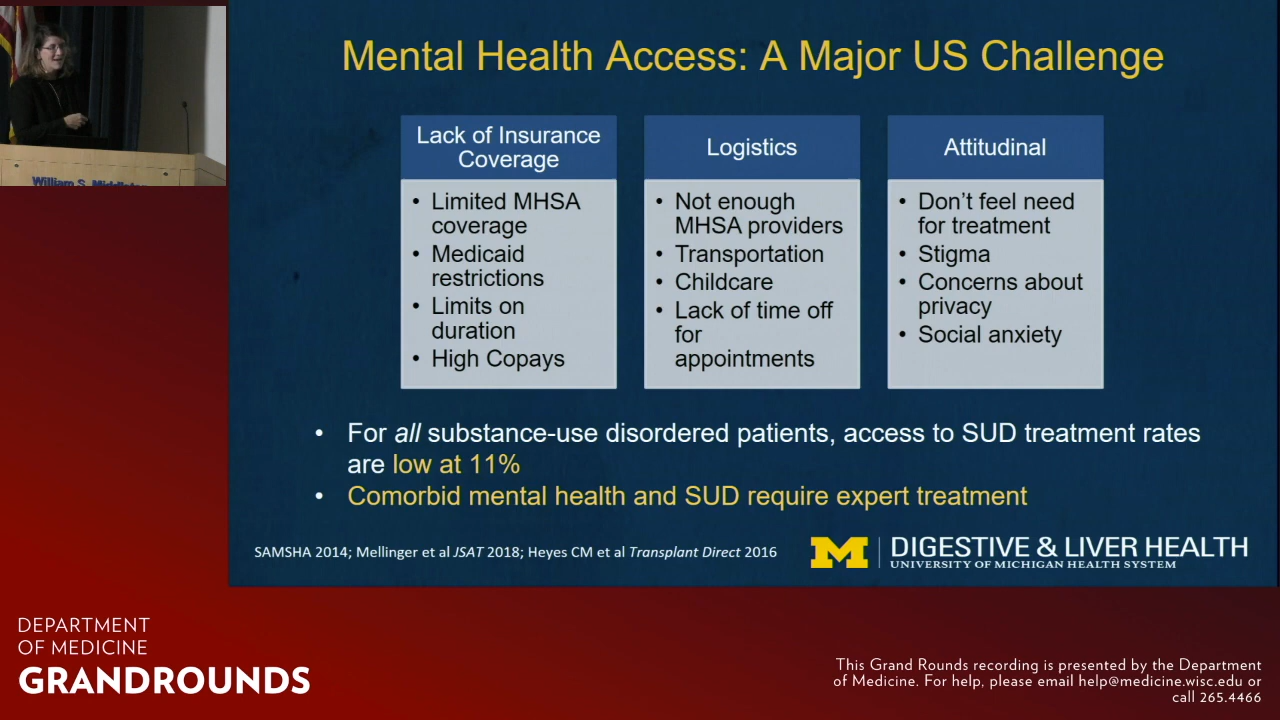 Mental Health Access: A Major US Challenge
Lack of Insurance
Coverage
• Limited MHSA
coverage
• Medicaid
restrictions
• Limits on
duration
• High Copays
Logistics
• Not enough
MHSA providers
• Transportation
• Childcare
• Lack of time off
for
appointments
Attitudinal
• Don't feel need
for treatment
• Stigma
• Concerns about
privacy
• Social anxiety
• For all substance-use disordered patients, access to SUD treatment rates
are low at 11%
• Comorbid mental health and SUD require expert treatment
SAMSHA 2014; Mellinger et al JSAT 2018; Heyes CM et al Transplant Direct 2016
M DIGESTIVE & LIVER HEALTH
UNIVERSITY OF MICHIGAN HEALTH SYSTEM
William S.
DEPARTMENT
OF MEDICINE
GRANDROUNDS
This Grand Rounds recording is presented by the Department
of Medicine. For help, please email help@medicine.wisc.edu or
call 265.4466